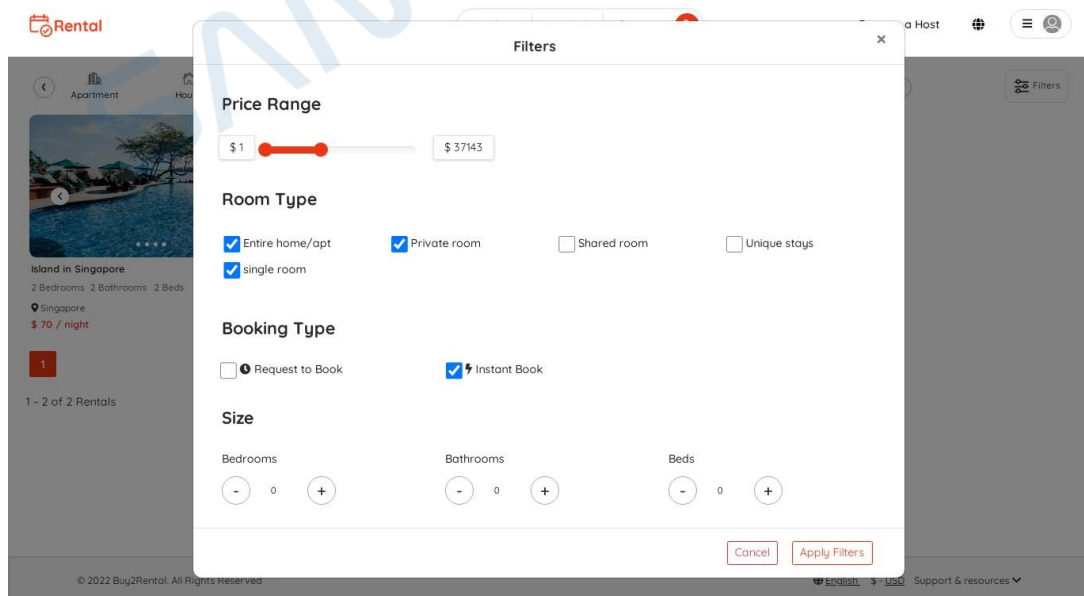 Rental
a Host
Filters
×
Apartment
Hou
Filters
Price Range
$ 1
$ 37143
Room Type
Entire home/apt
Private room
Shared room
Unique stays
single room
Island in Singapore
2 Bedrooms 2 Bathrooms 2 Beds
Singapore
$ 70 / night
Booking Type
1
Request to Book
Instant Book
1 - 2 of 2 Rentals
Size
Bedrooms
Bathrooms
Beds
- 0 +
- 0 +
- 0 +
Cancel
Apply Filters
© 2022 Buy2Rental. All Rights Reserved
English $ - USD Support & resources